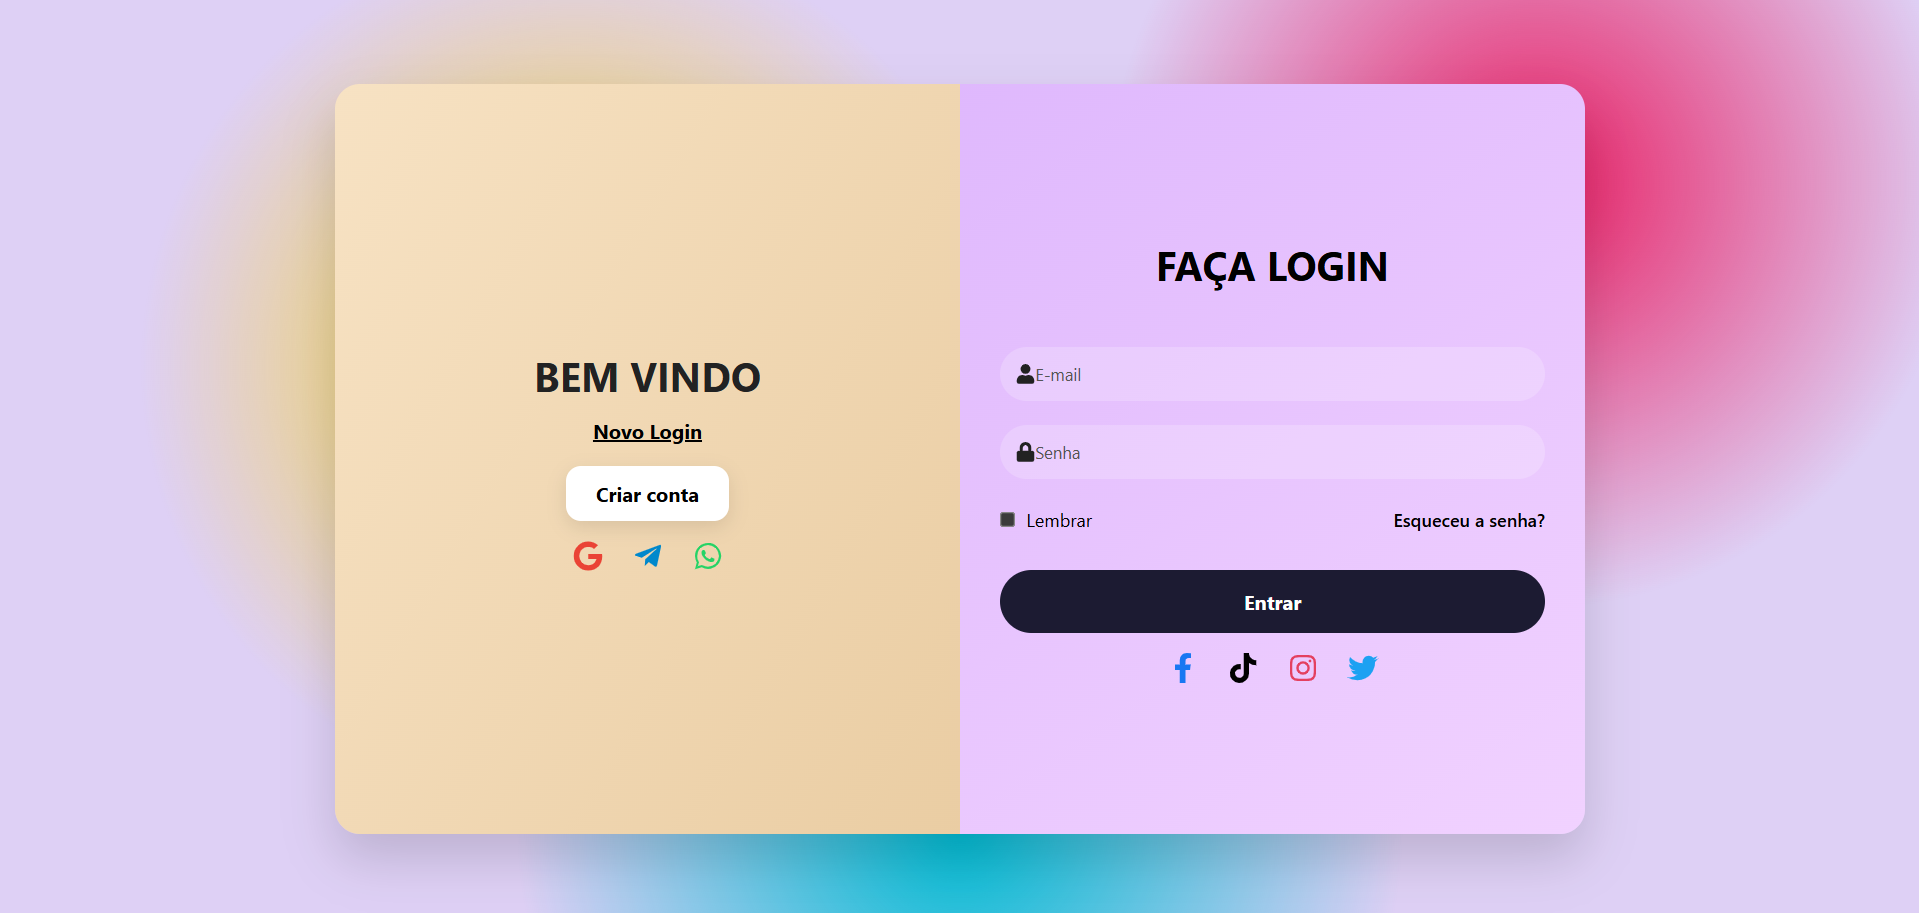 BEM VINDO
Novo Login
Criar conta
FAÇA LOGIN
E-mail
Senha
Lembrar
Esqueceu a senha?
Entrar